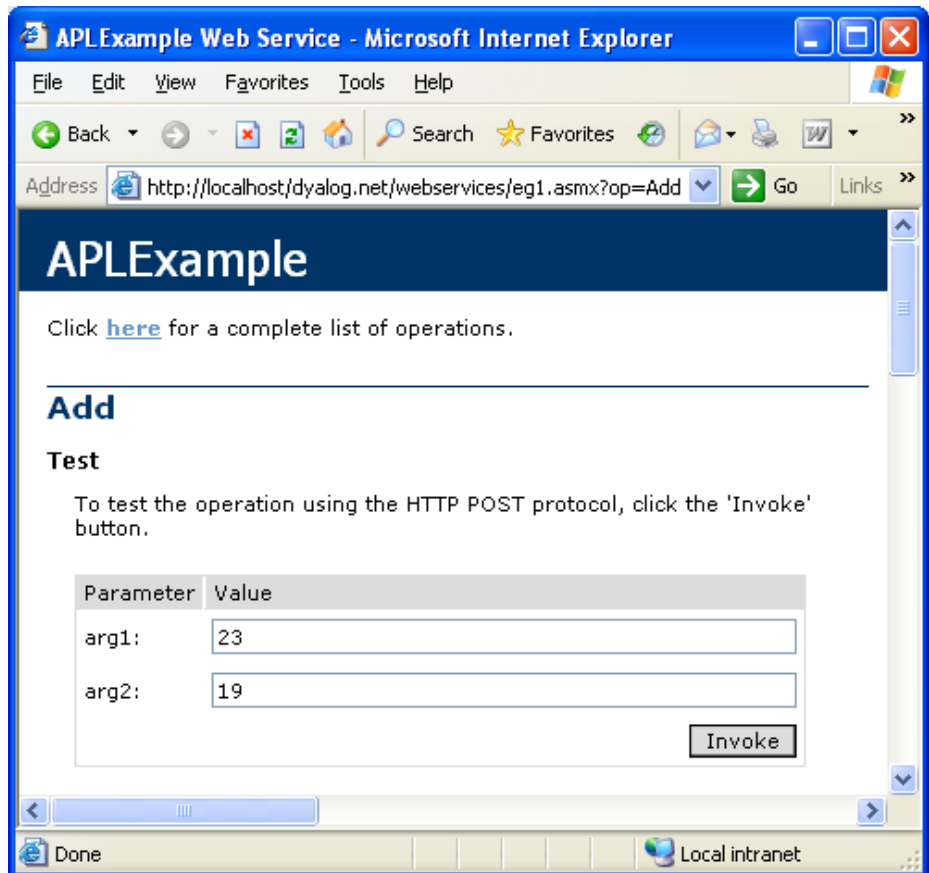 APLExample Web Service - Microsoft Internet Explorer
File Edit View Favorites Tools Help
Back Search Favorites W »
Address http://localhost/dyalog.net/webservices/eg1.asmx?op=Add Go Links »
APLExample
Click here for a complete list of operations.
Add
Test
To test the operation using the HTTP POST protocol, click the 'Invoke'
button.
Parameter Value
arg1: 23
arg2: 19
Invoke
Done Local intranet